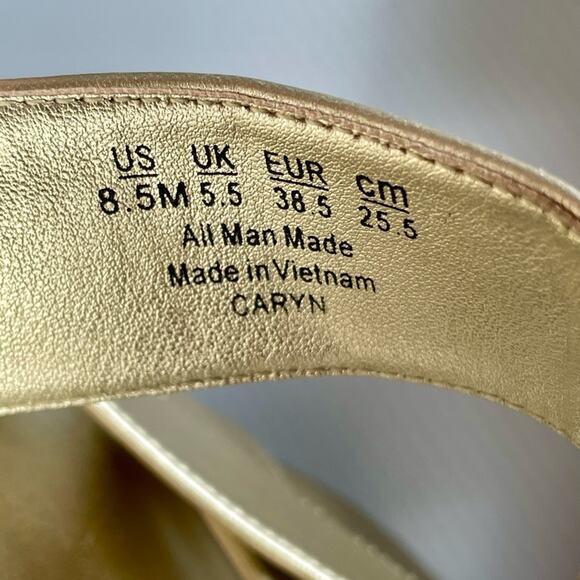 US UK EUR cm
8.5M 5.5 38.5 25.5
All Man Made
Made in Vietnam
CARYN